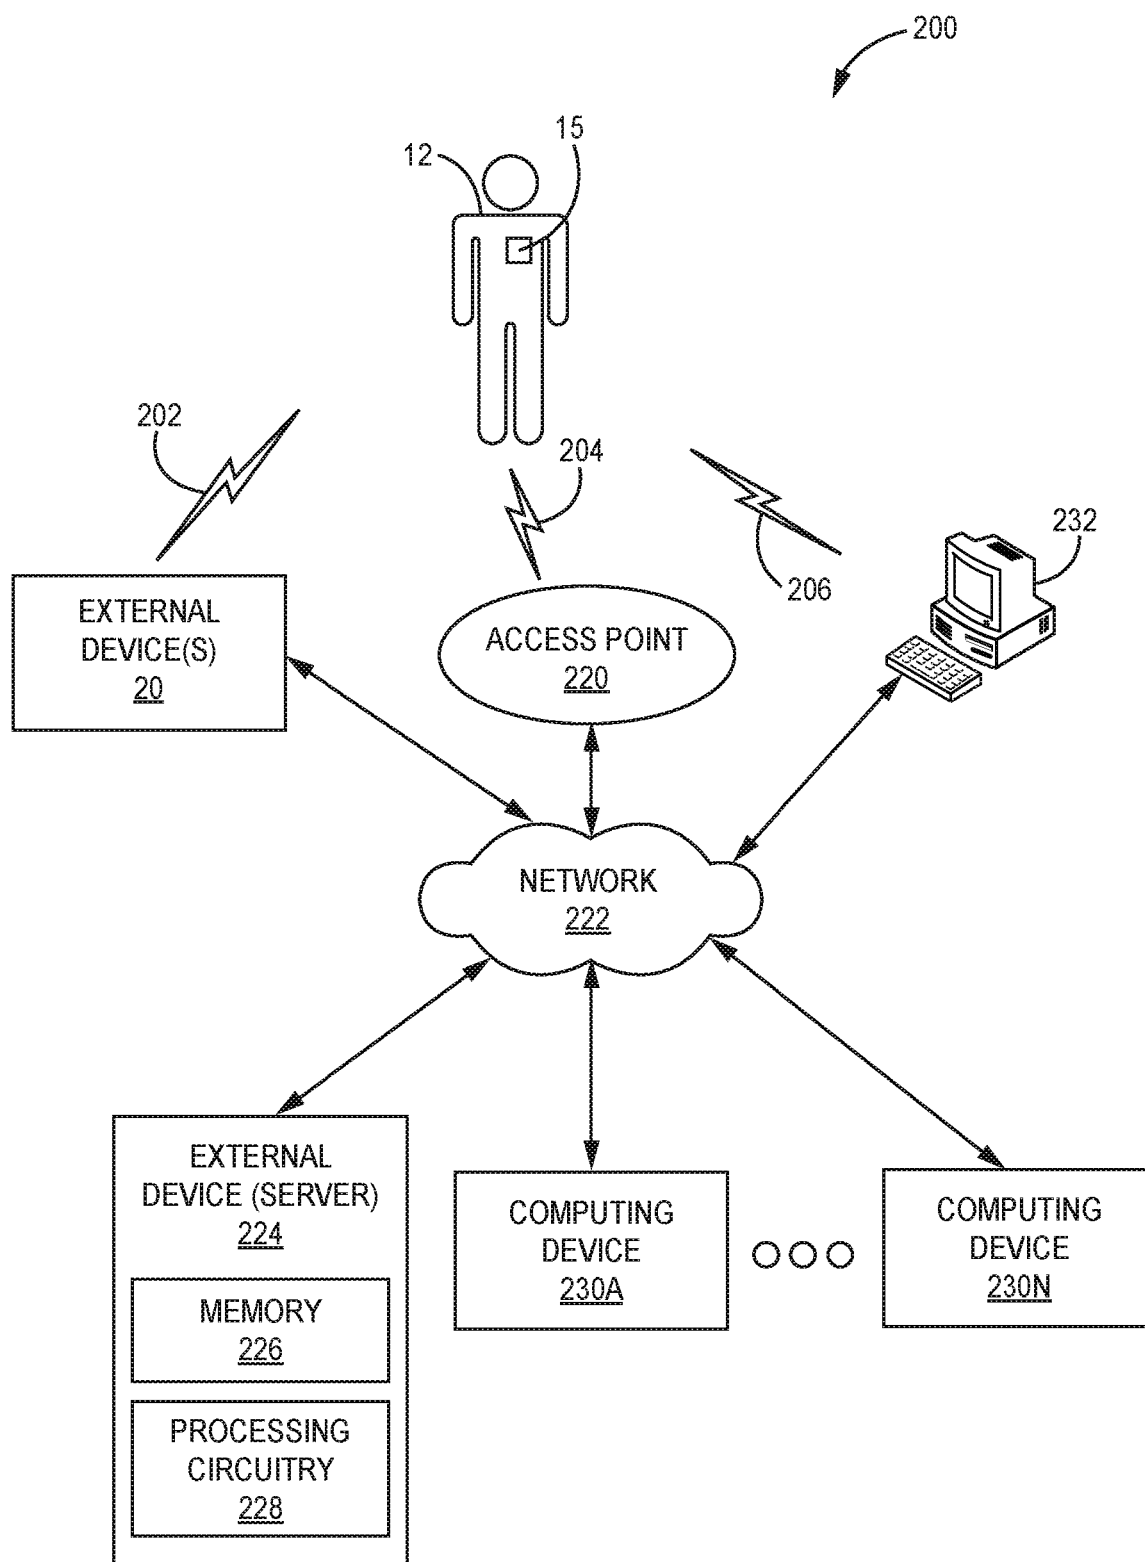 200
15
12
202
204
232
206
EXTERNAL
DEVICE(S)
20
ACCESS POINT
220
NETWORK
222
EXTERNAL
DEVICE (SERVER)
224
MEMORY
226
PROCESSING
CIRCUITRY
228
COMPUTING
DEVICE
230A
COMPUTING
DEVICE
230N